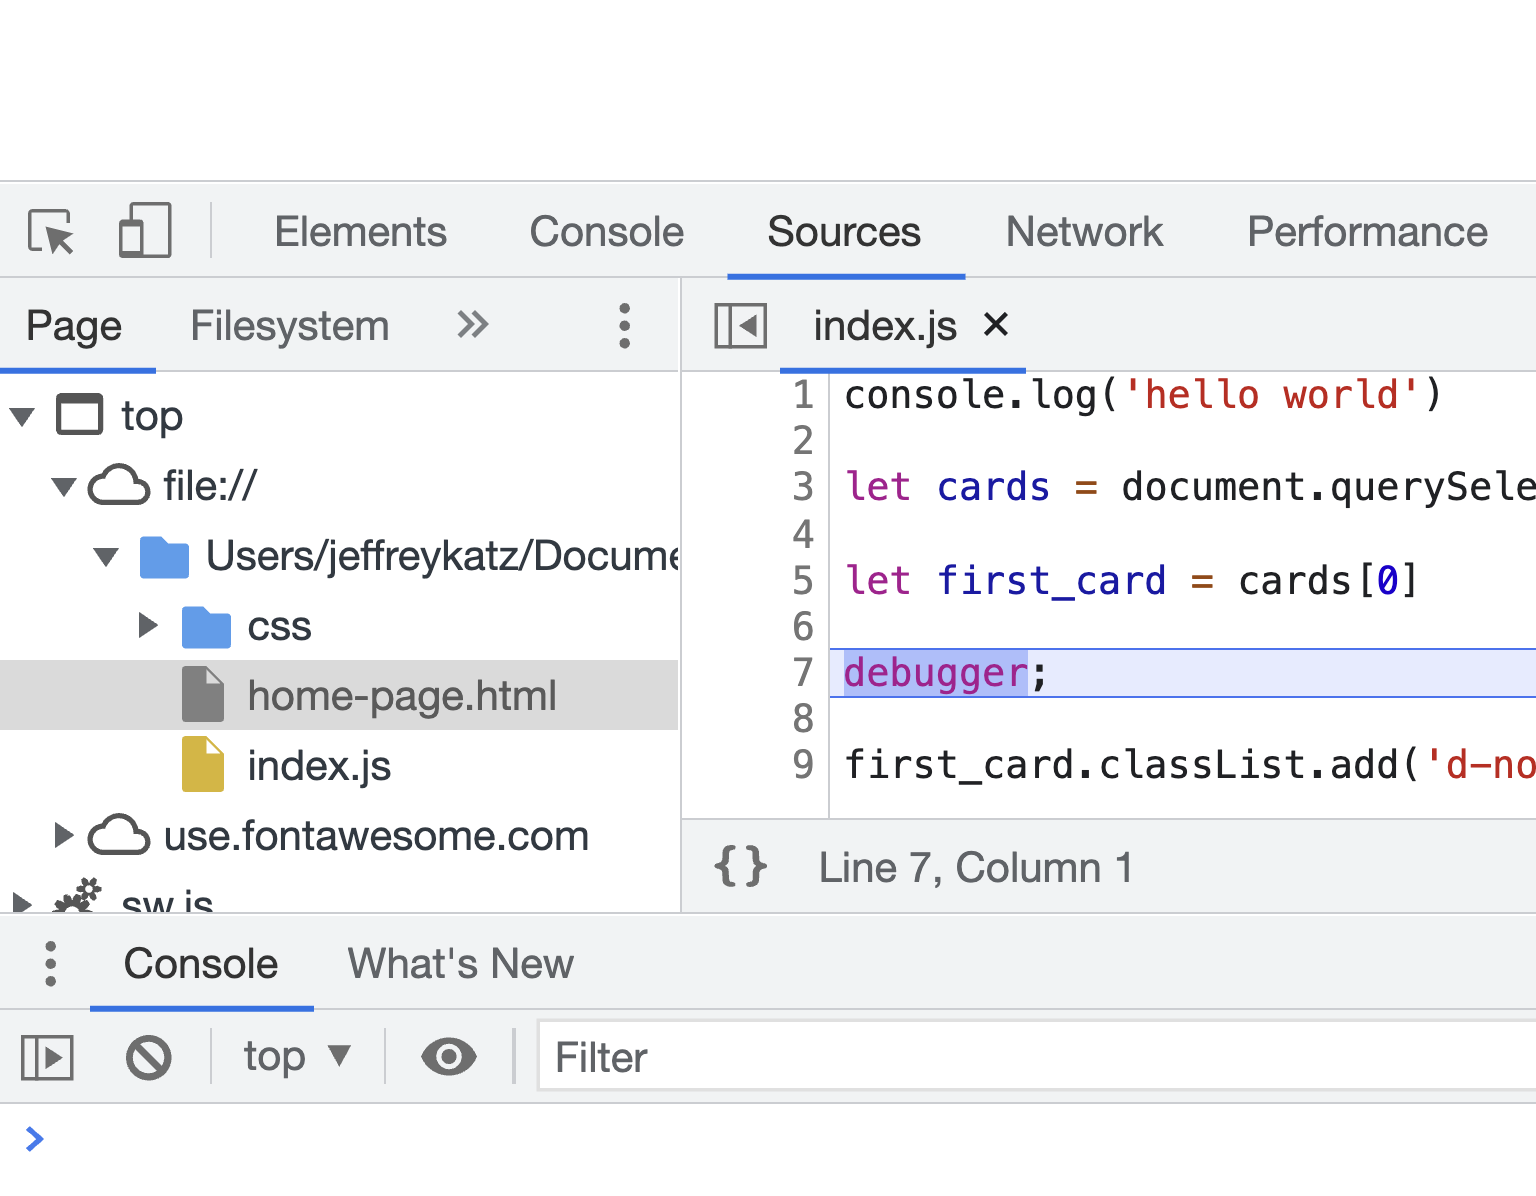 Elements Console Sources Network Performance
Page Filesystem
index.js
top
file://
Users/jeffreykatz/Docume
css
home-page.html
index.js
use.fontawesome.com
sw.js
1 console.log('hello world')
2
3 let cards = document.querySele
4
5 let first_card = cards[0]
6
7 debugger;
8
9 first_card.classList.add('d-no
{} Line 7, Column 1
Console What's New
top Filter